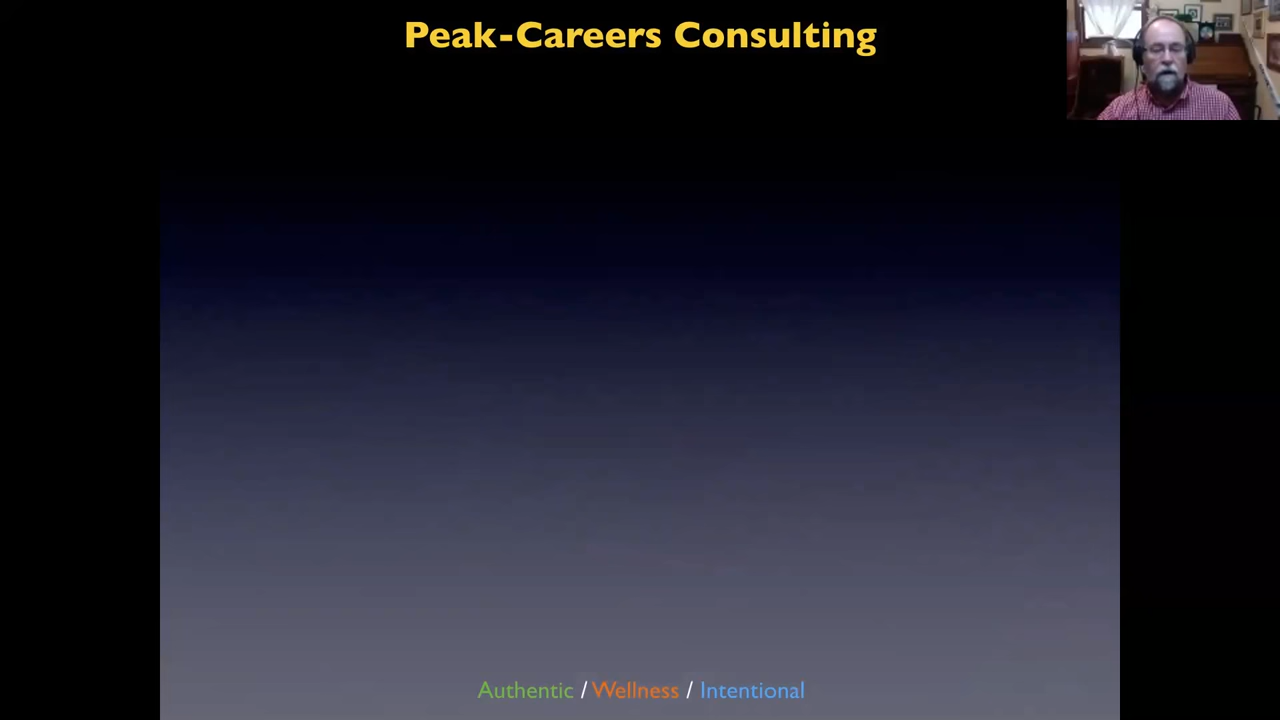 Peak-Careers Consulting
Authentic / Wellness / Intentional